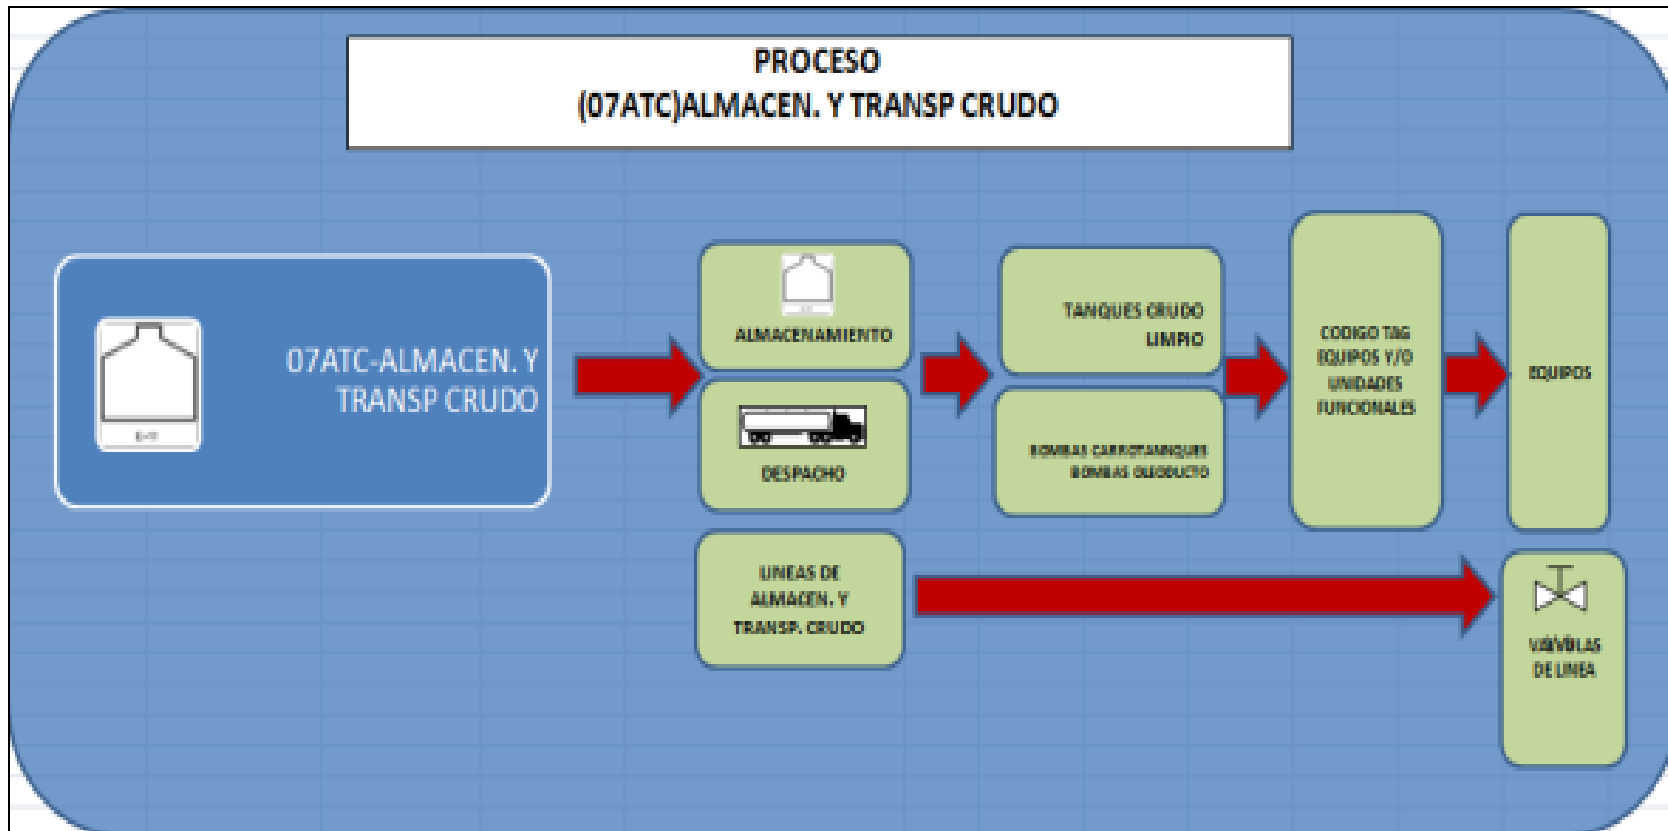 PROCESO
(07ATC)ALMACEN. Y TRANSP CRUDO
07ATC-ALMACEN. Y
TRANSP CRUDO
ALMACENAMIENTO
DESPACHO
LINEAS DE
ALMACEN. Y
TRANSP. CRUDO
TANQUES CRUDO
LIMPIO
BOMBAS CARROTANNQUES
BOMBAS OLEODUCTO
CODIGO TAG
EQUIPOS Y/O
UNIDADES
FUNCIONALES
EQUIPOS
VALVULAS
DE LINEA